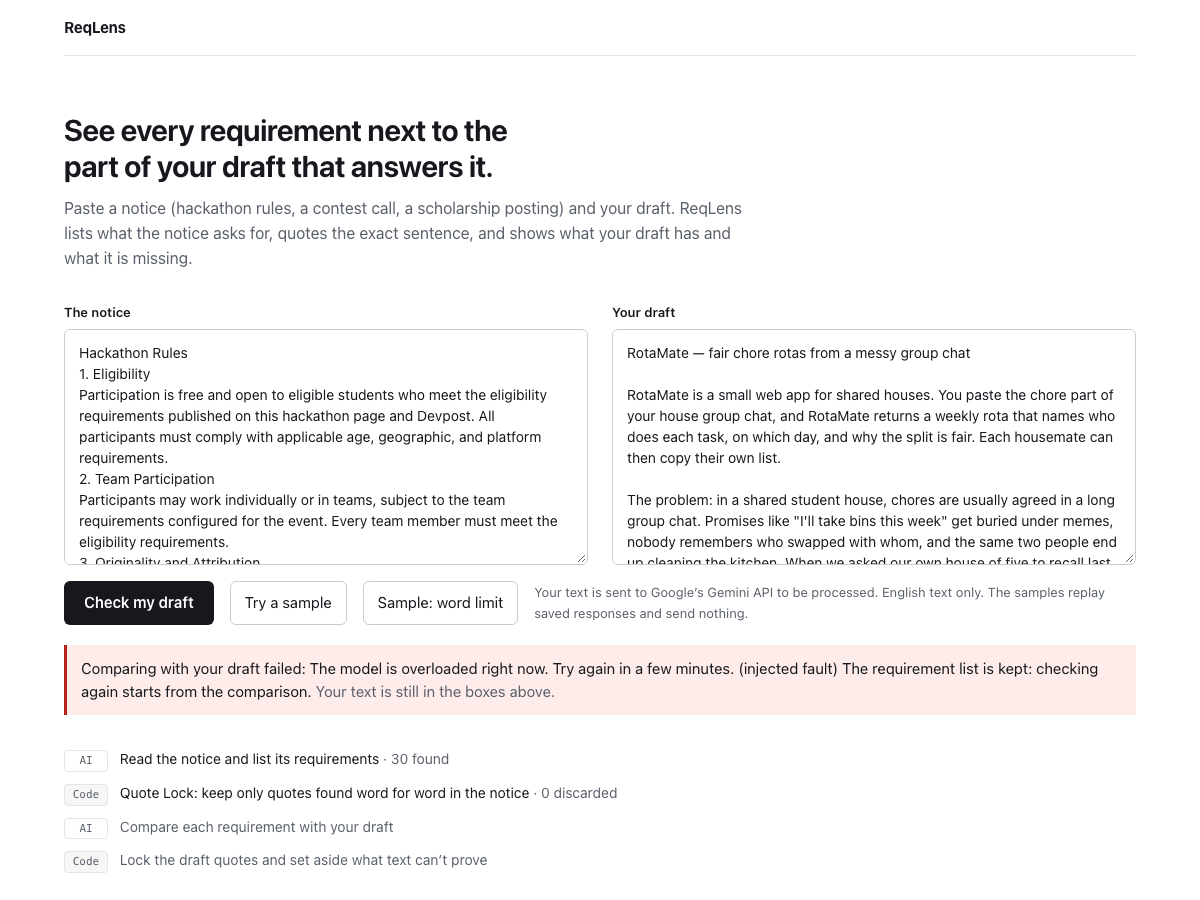 ReqLens
See every requirement next to the
part of your draft that answers it.
Paste a notice (hackathon rules, a contest call, a scholarship posting) and your draft. ReqLens
lists what the notice asks for, quotes the exact sentence, and shows what your draft has and
what it is missing.
The notice
Hackathon Rules
1. Eligibility
Participation is free and open to eligible students who meet the eligibility
requirements published on this hackathon page and Devpost. All
participants must comply with applicable age, geographic, and platform
requirements.
2. Team Participation
Participants may work individually or in teams, subject to the team
requirements configured for the event. Every team member must meet the
eligibility requirements.
3. Originality and Attribution
Your draft
RotaMate — fair chore rotas from a messy group chat
RotaMate is a small web app for shared houses. You paste the chore part of
your house group chat, and RotaMate returns a weekly rota that names who
does each task, on which day, and why the split is fair. Each housemate can
then copy their own list.
The problem: in a shared student house, chores are usually agreed in a long
group chat. Promises like "I'll take bins this week" get buried under memes,
nobody remembers who swapped with whom, and the same two people end
up cleaning the kitchen. When we asked our own house of five to recall last
Check my draft
Try a sample
Sample: word limit
Your text is sent to Google’s Gemini API to be processed. English text only. The samples replay
saved responses and send nothing.
Comparing with your draft failed: The model is overloaded right now. Try again in a few minutes. (injected fault) The requirement list is kept: checking
again starts from the comparison. Your text is still in the boxes above.
AI Read the notice and list its requirements · 30 found
Code Quote Lock: keep only quotes found word for word in the notice · 0 discarded
AI Compare each requirement with your draft
Code Lock the draft quotes and set aside what text can’t prove